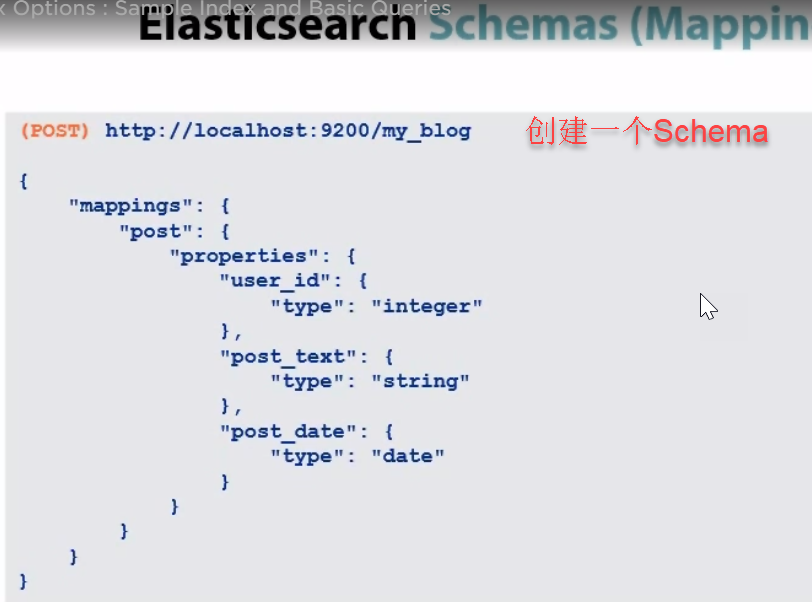 x Options : Sample Index and Basic Queries
Elasticsearch Schemas (Mappin
(POST) http://localhost:9200/my_blog 创建一个Schema
{
    "mappings": {
        "post": {
            "properties": {
                "user_id": {
                    "type": "integer"
                },
                "post_text": {
                    "type": "string"
                },
                "post_date": {
                    "type": "date"
                }
            }
        }
    }
}